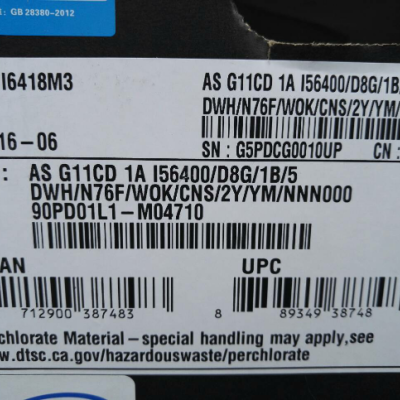 : GB 28380-2012
I6418M3
16-06
AS G11CD 1A I56400/D8G/1B/
DWH/N76F/WOK/CNS/2Y/YM/
SN : G5PDCG0010UP CN :
: AS G11CD 1A I56400/D8G/1B/5
DWH/N76F/WOK/CNS/2Y/YM/NNN000
90PD01L1-M04710
AN
UPC
712900 387483
8 89349 38748
chlorate Material – special handling may apply,see
w.dtsc.ca.gov/hazardouswaste/perchlorate